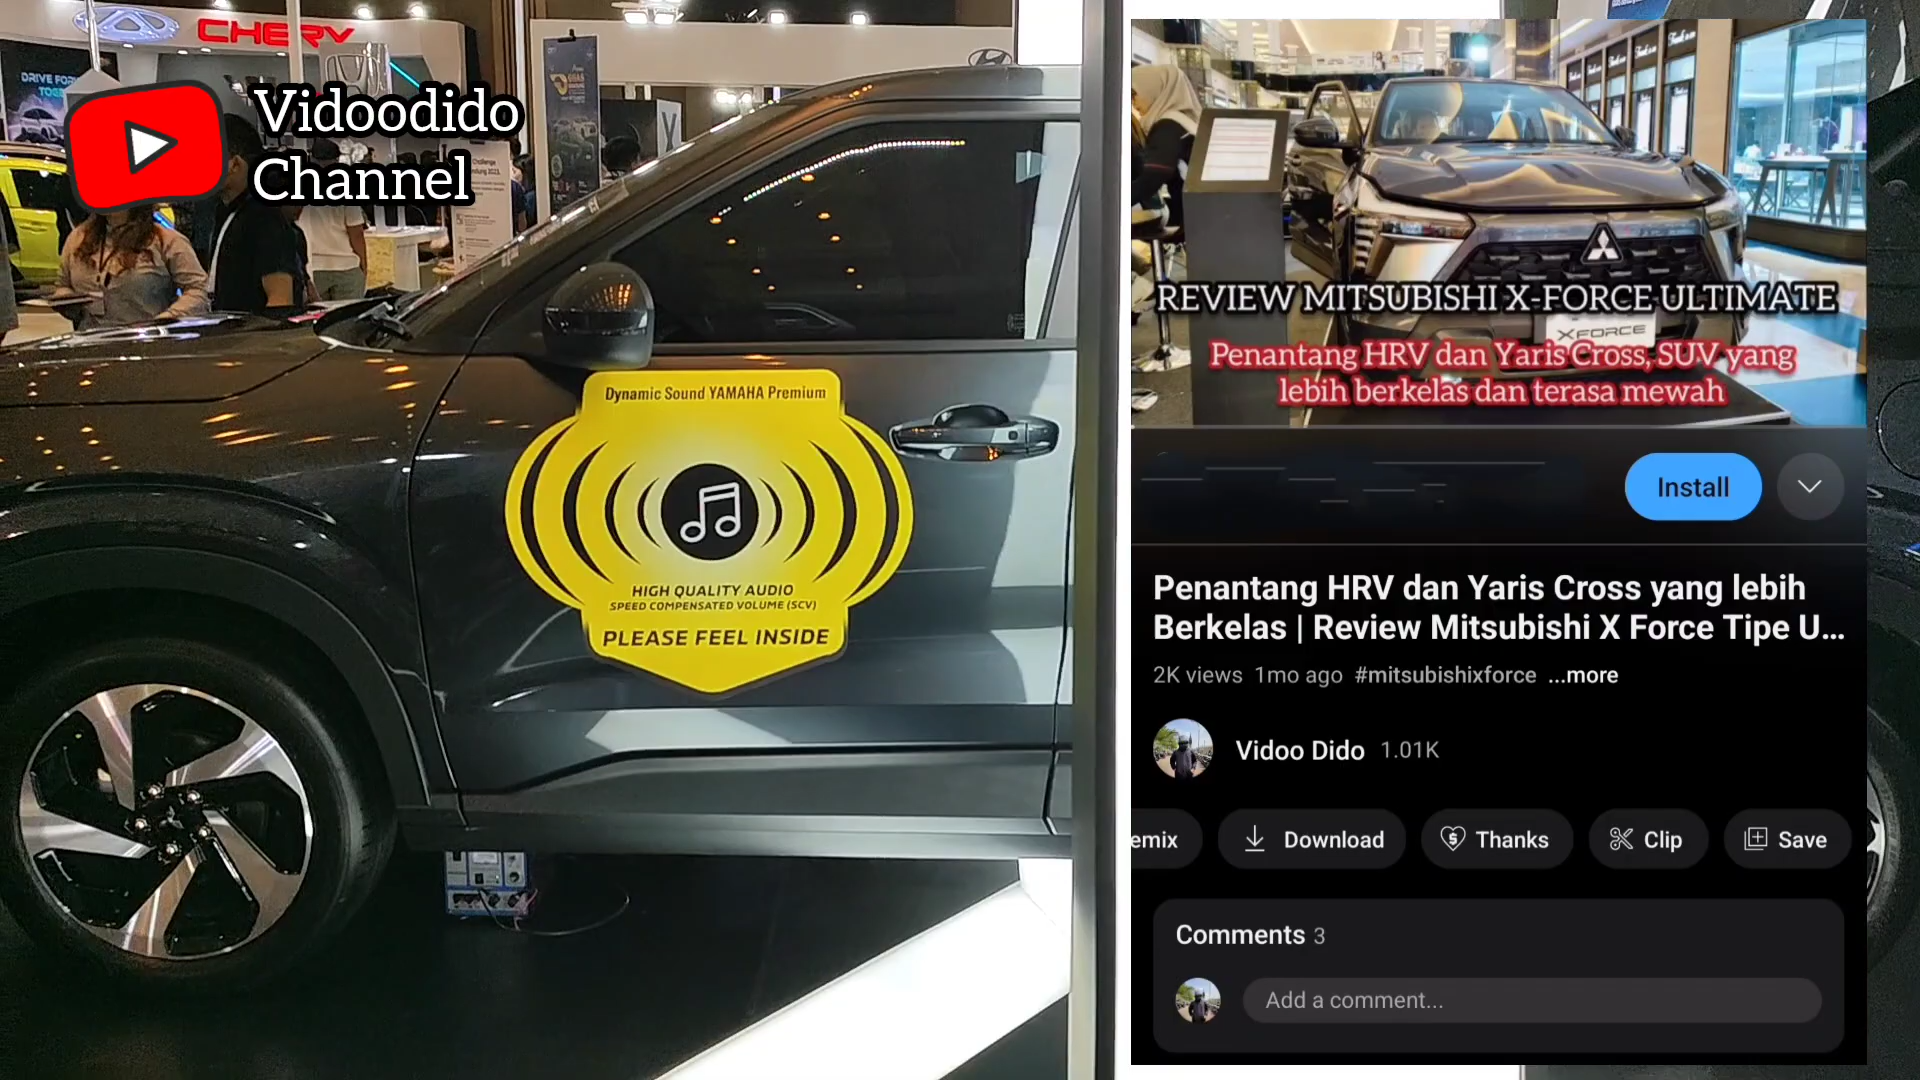 CHERY
DRIVE FOR
Vidoodido
Channel
Dynamic Sound YAMAHA Premium
HIGH QUALITY AUDIO
SPEED COMPENSATED VOLUME (SCV)
PLEASE FEEL INSIDE
REVIEW MITSUBISHI X-FORCE ULTIMATE
XFORCE
Penantang HRV dan Yaris Cross, SUV yang
lebih berkelas dan terasa mewah
Install
Penantang HRV dan Yaris Cross yang lebih
Berkelas | Review Mitsubishi X Force Tipe U...
2K views 1mo ago #mitsubishixforce ...more
Vidoo Dido 1.01K
emix Download Thanks Clip Save
Comments 3
Add a comment...